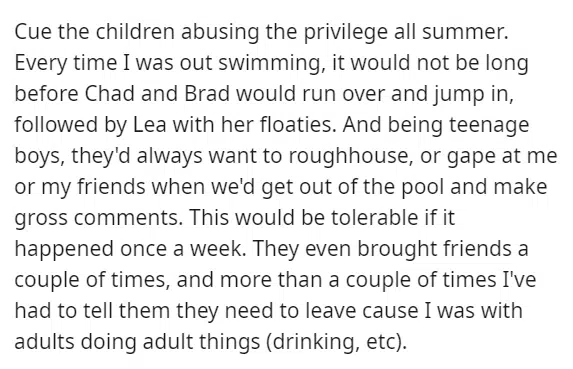 Cue the children abusing the privilege all summer.
Every time I was out swimming, it would not be long
before Chad and Brad would run over and jump in,
followed by Lea with her floaties. And being teenage
boys, they'd always want to roughhouse, or gape at me
or my friends when we'd get out of the pool and make
gross comments. This would be tolerable if it
happened once a week. They even brought friends a
couple of times, and more than a couple of times I've
had to tell them they need to leave cause I was with
adults doing adult things (drinking, etc).